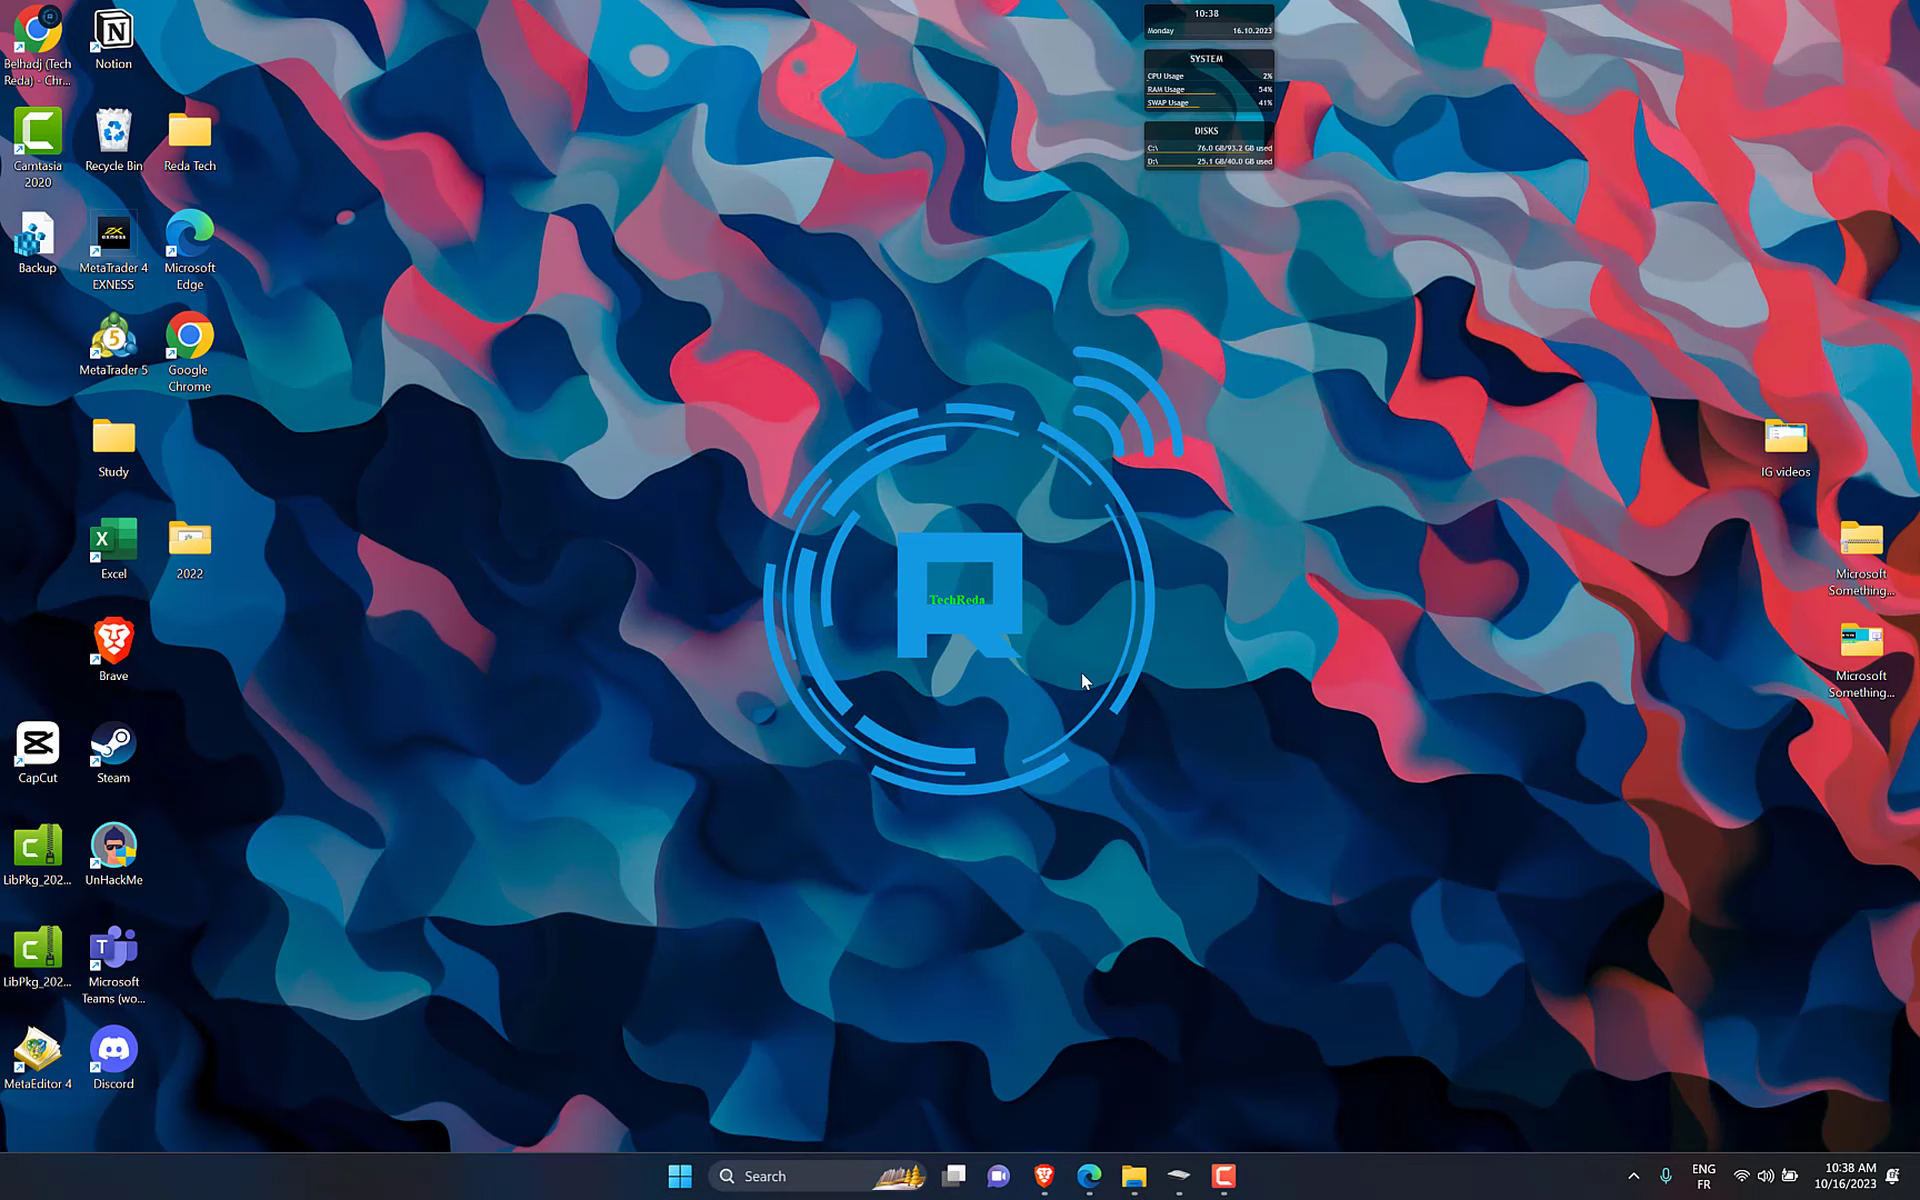 Belhadj (Tech
Reda) - Chr...
Notion
Camtasia
2020
Recycle Bin
Reda Tech
Backup
exness
MetaTrader 4
EXNESS
Microsoft
Edge
5
MetaTrader 5
Google
Chrome
Study
Excel
2022
Brave
CapCut
Steam
LibPkg_202...
UnHackMe
LibPkg_202...
Microsoft
Teams (wo...
MetaEditor 4
Discord
10:38
Monday 16.10.2023
SYSTEM
CPU Usage 2%
RAM Usage 54%
SWAP Usage 41%
DISKS
C:\ 76.0 GB/93.2 GB used
D:\ 25.1 GB/40.0 GB used
TechReda
IG videos
Microsoft
Something...
Microsoft
Something...
Search
ENG
FR
10:38 AM
10/16/2023